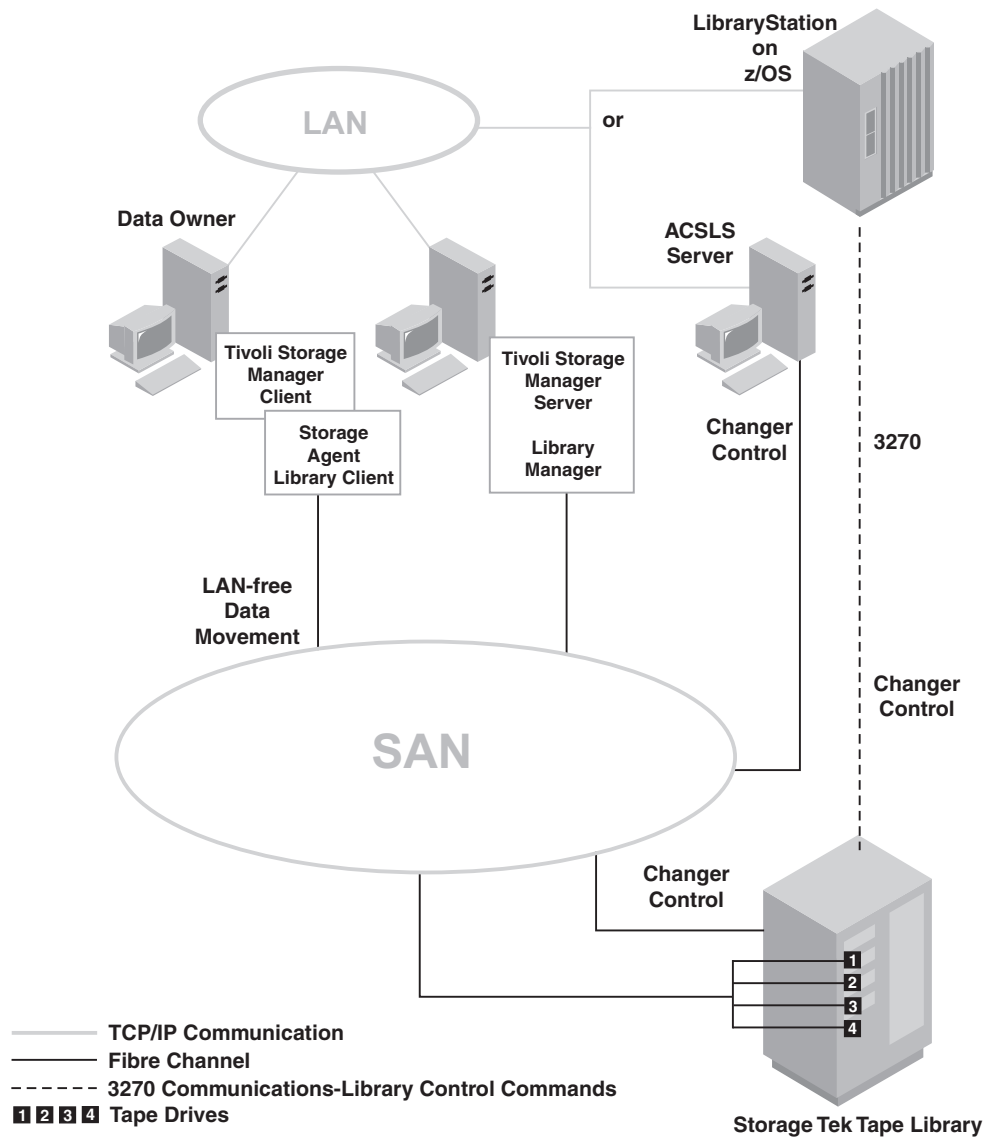 LibraryStation
on
z/OS
LAN
or
Data Owner
ACSLS
Server
Tivoli Storage
Manager
Client
Storage
Agent
Library Client
Tivoli Storage
Manager
Server
Library
Manager
Changer
Control
3270
LAN-free
Data
Movement
Changer
Control
SAN
Changer
Control
1
2
3
4
TCP/IP Communication
Fibre Channel
3270 Communications-Library Control Commands
1 2 3 4 Tape Drives
Storage Tek Tape Library